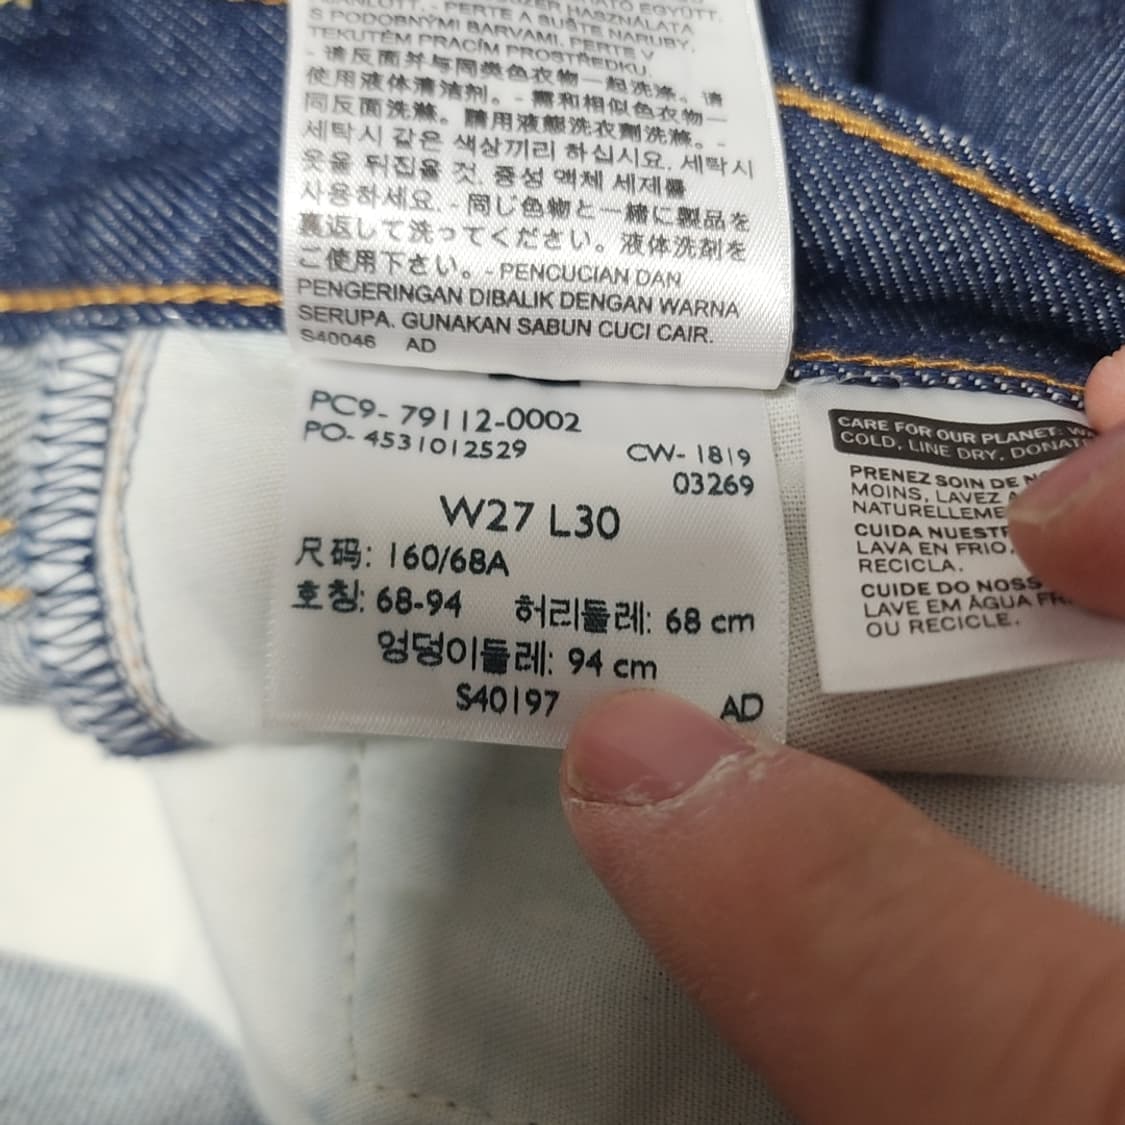 S PODOBNÝMI BARVAMI. PERTE V
TEKUTÉM PRACÍM PROSTŘEDKU.
- 请反面并与同类色衣物一起洗涤。请
使用液体清洁剂。- 需和相似色衣物一
同反面洗滌。請用液態洗衣劑洗滌。-
세탁시 같은 색상끼리 하십시요. 세탁시
옷을 뒤집을 것. 중성 액체 세제를
사용하세요. - 同じ色物と一緒に製品を
裏返して洗ってください。液体洗剤を
ご使用下さい。- PENCUCIAN DAN
PENGERINGAN DIBALIK DENGAN WARNA
SERUPA. GUNAKAN SABUN CUCI CAIR.
S40046 AD
PC9- 79112-0002
PO- 4531012529
CW- 1819
03269
W27 L30
尺码: 160/68A
호칭: 68-94 허리둘레: 68 cm
엉덩이둘레: 94 cm
S40197 AD
CARE FOR OUR PLANET:
COLD, LINE DRY,
PRENEZ SOIN DE
MOINS, LAVEZ
CUIDA
LAVA EN FRIO
RECICLA.
CUIDE DO
LAVE EM ÁGUA
OU RECICLE.